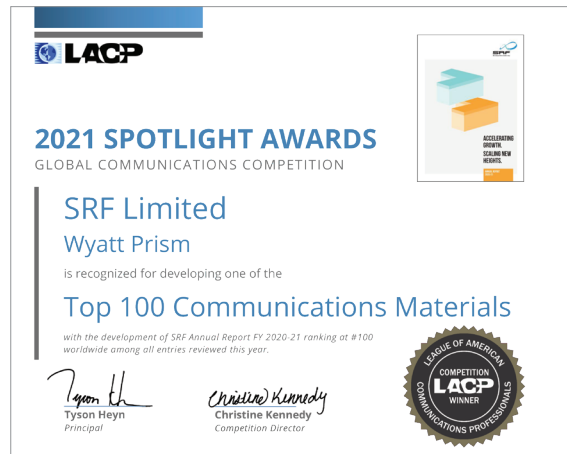 LACP
SRF
ACCELERATING
GROWTH.
SCALING NEW
HEIGHTS.
2021 SPOTLIGHT AWARDS
GLOBAL COMMUNICATIONS COMPETITION
SRF Limited
Wyatt Prism
is recognized for developing one of the
Top 100 Communications Materials
with the development of SRF Annual Report FY 2020-21 ranking at #100
worldwide among all entries reviewed this year.
Tyson Heyn
Principal
Christine Kennedy
Christine Kennedy
Competition Director
LEAGUE OF AMERICAN
COMPETITION
LACP
WINNER
COMMUNICATIONS PROFESSIONALS